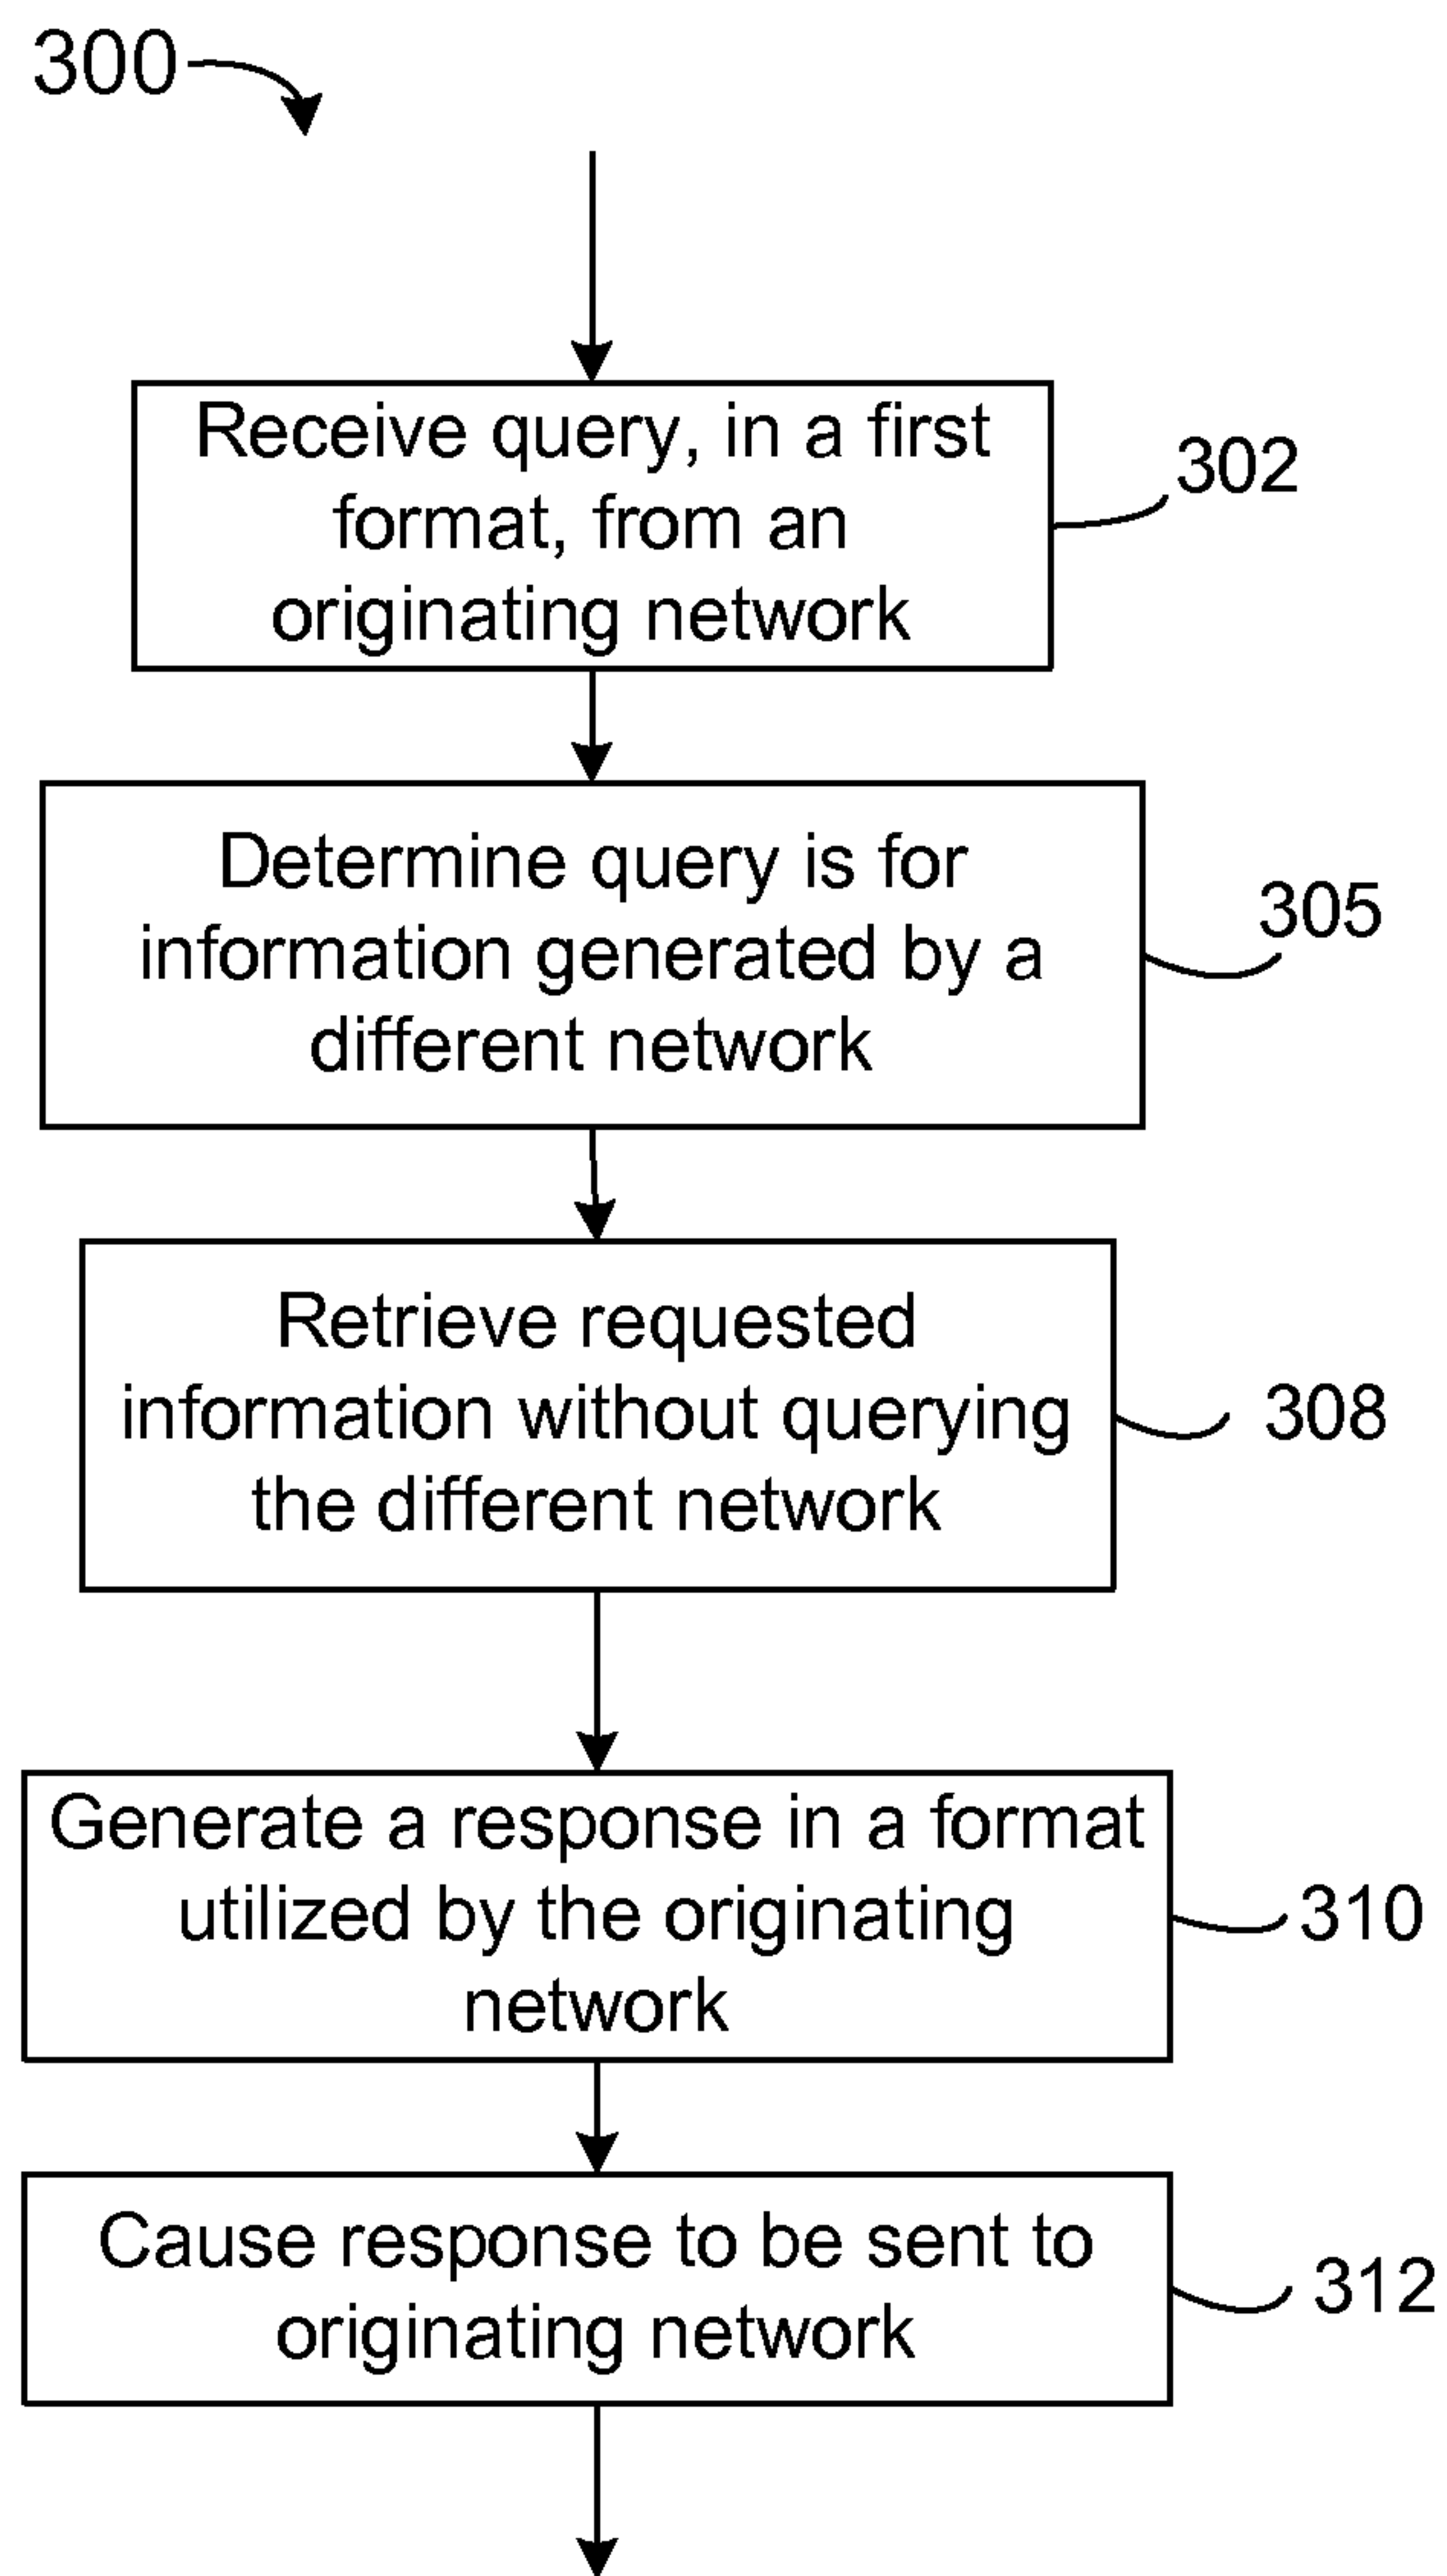 300
Receive query, in a first
format, from an
originating network
302
Determine query is for
information generated by a
different network
305
Retrieve requested
information without querying
the different network
308
Generate a response in a format
utilized by the originating
network
310
Cause response to be sent to
originating network
312